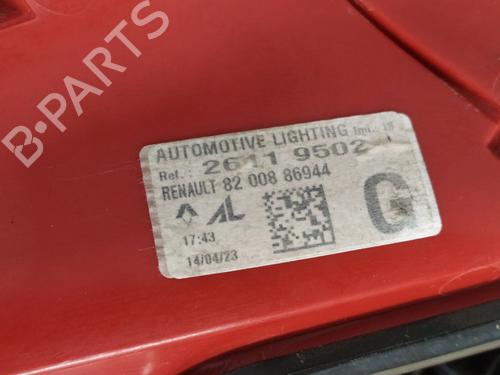 B-PARTS
AUTOMOTIVE LIGHTING
Ref.: 2611 9502
RENAULT 82 008 86944
AL
G
17:43
14/04/23